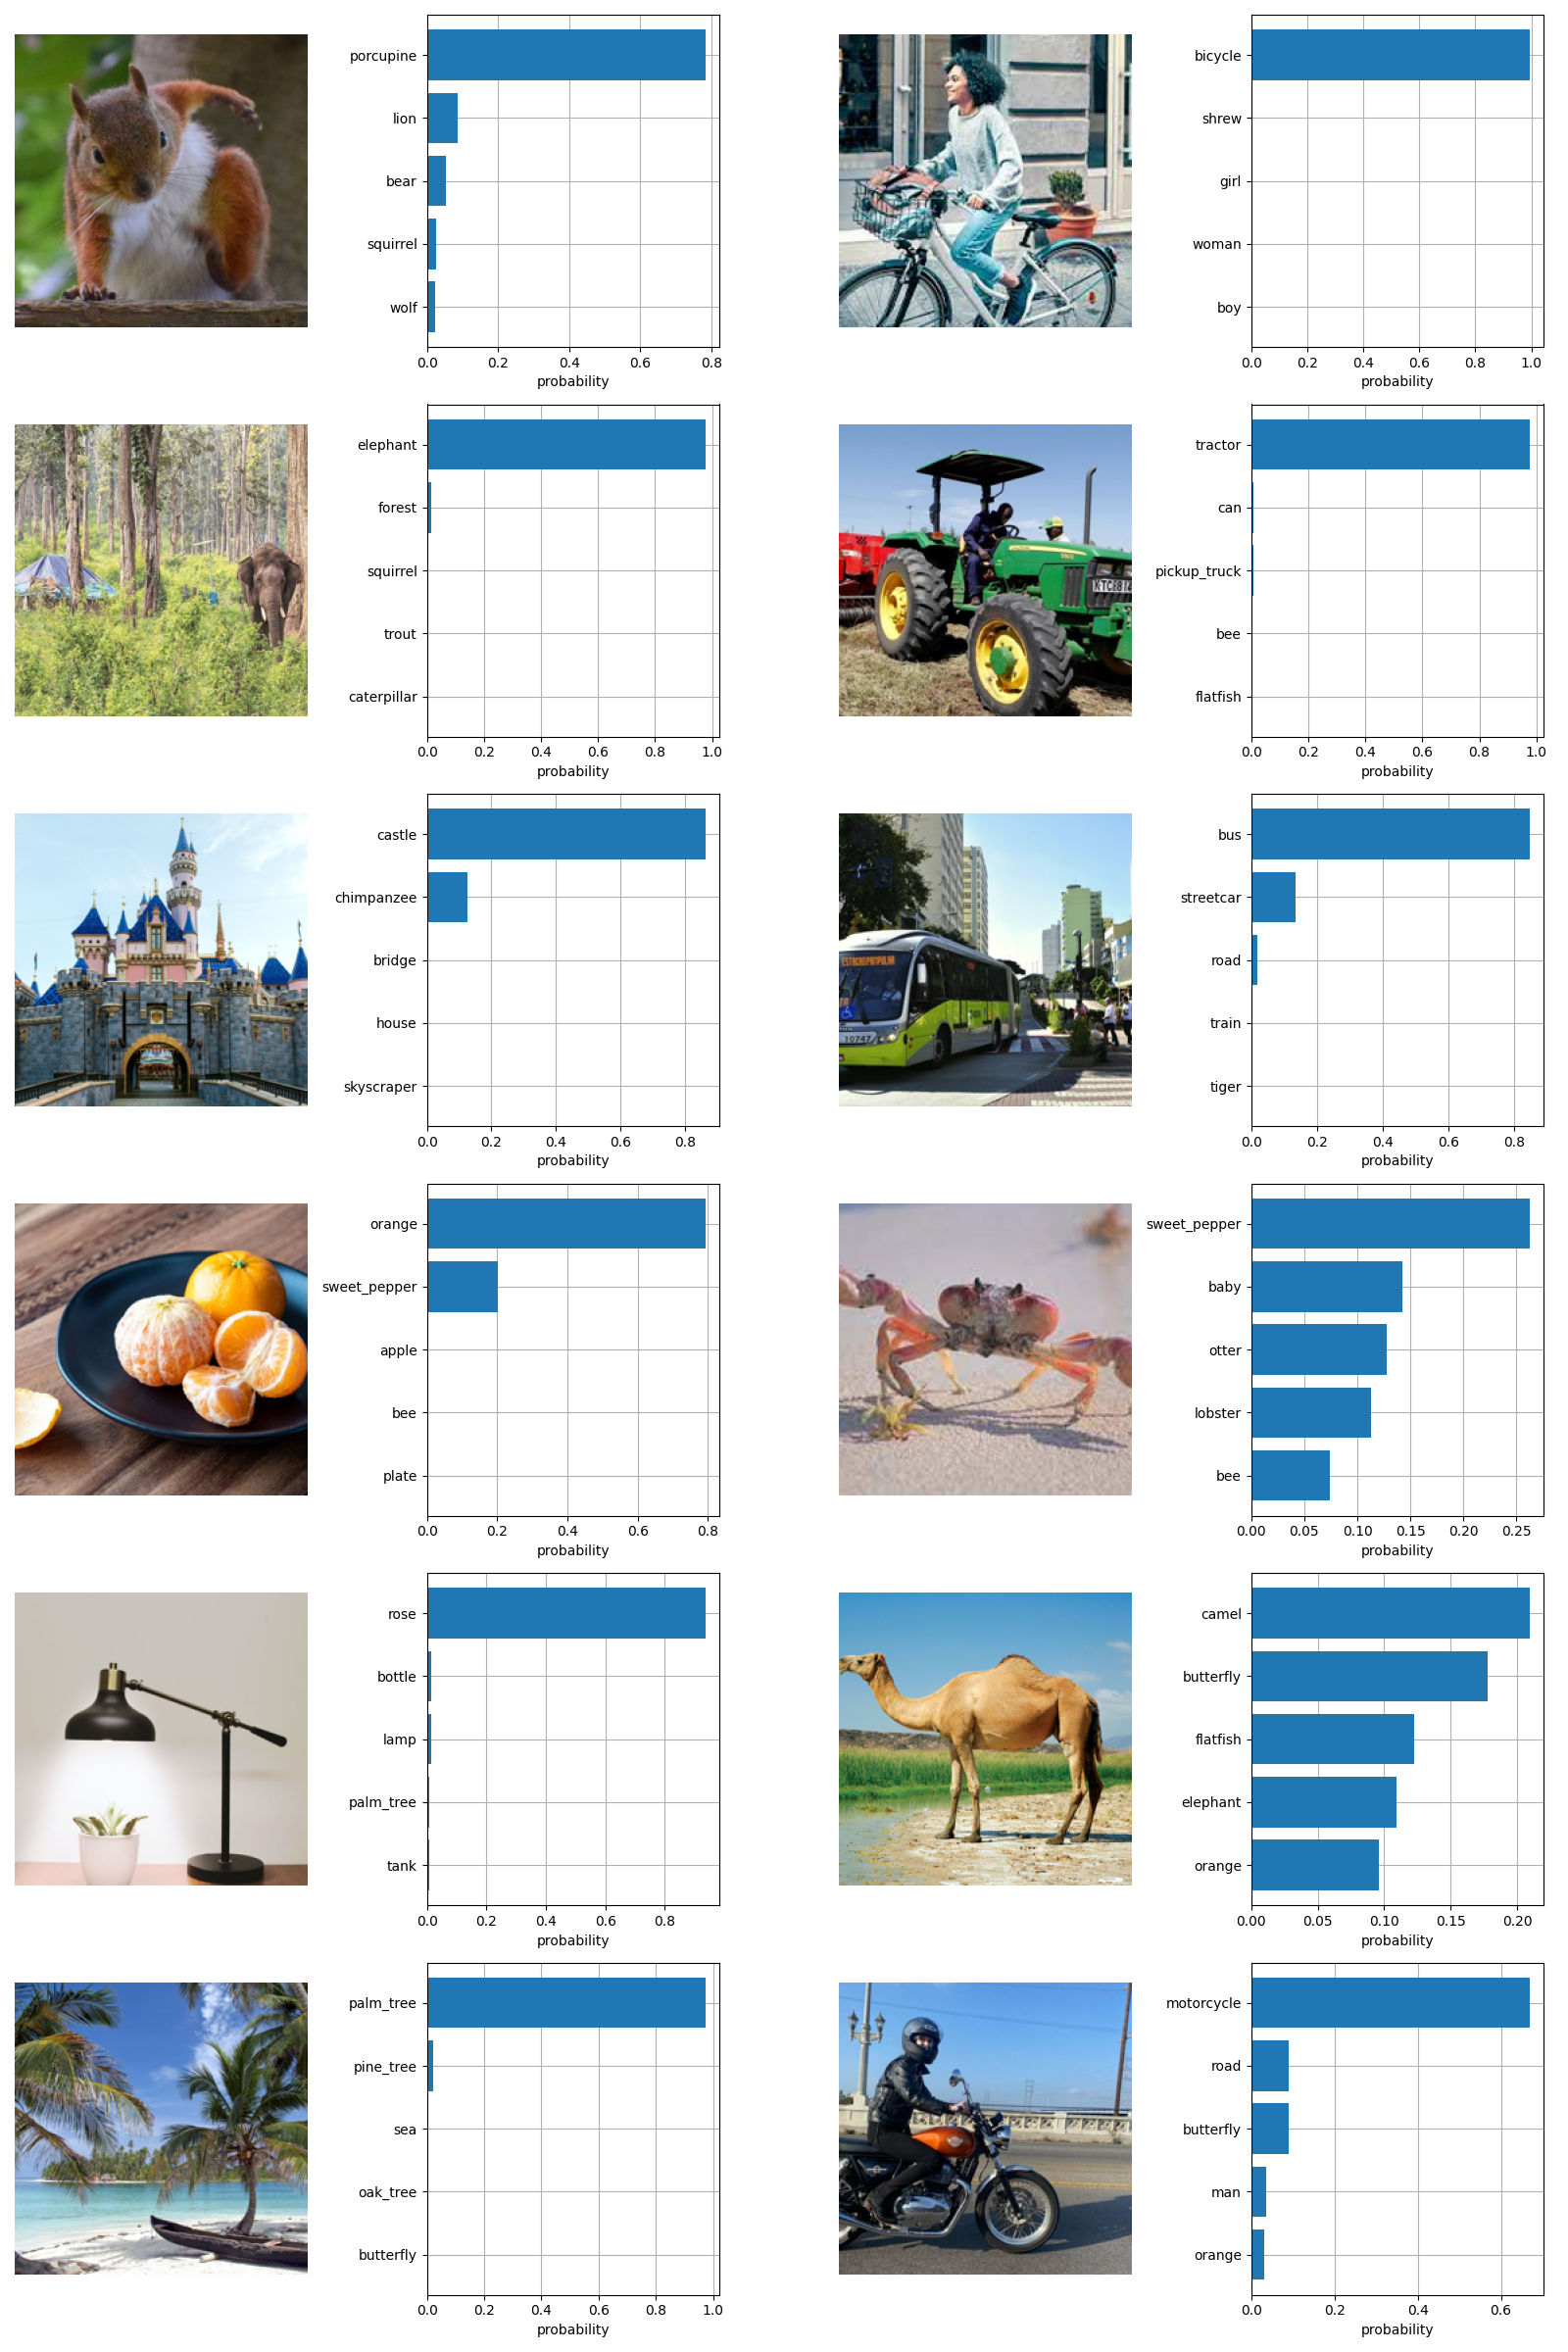 porcupine
lion
bear
squirrel
wolf
0.0 0.2 0.4 0.6 0.8
probability
bicycle
shrew
girl
woman
boy
0.0 0.2 0.4 0.6 0.8 1.0
probability
elephant
forest
squirrel
trout
caterpillar
0.0 0.2 0.4 0.6 0.8 1.0
probability
tractor
can
pickup_truck
bee
flatfish
0.0 0.2 0.4 0.6 0.8 1.0
probability
castle
chimpanzee
bridge
house
skyscraper
0.0 0.2 0.4 0.6 0.8
probability
10747
bus
streetcar
road
train
tiger
0.0 0.2 0.4 0.6 0.8
probability
orange
sweet_pepper
apple
bee
plate
0.0 0.2 0.4 0.6 0.8
probability
sweet_pepper
baby
otter
lobster
bee
0.00 0.05 0.10 0.15 0.20 0.25
probability
rose
bottle
lamp
palm_tree
tank
0.0 0.2 0.4 0.6 0.8
probability
camel
butterfly
flatfish
elephant
orange
0.00 0.05 0.10 0.15 0.20
probability
palm_tree
pine_tree
sea
oak_tree
butterfly
0.0 0.2 0.4 0.6 0.8 1.0
probability
motorcycle
road
butterfly
man
orange
0.0 0.2 0.4 0.6
probability